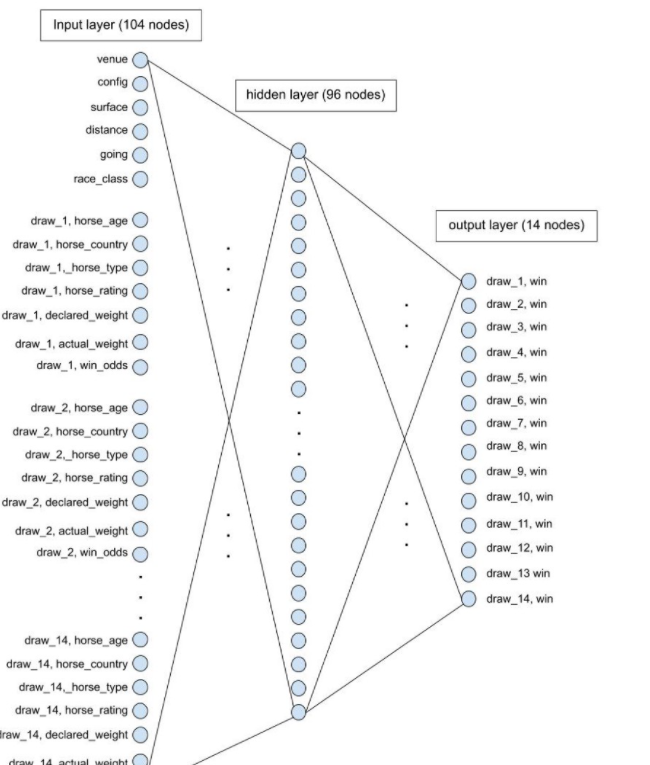 Input layer (104 nodes)
venue
config
surface
distance
going
race_class
draw_1, horse_age
draw_1, horse_country
draw_1,_horse_type
draw_1, horse_rating
draw_1, declared_weight
draw_1, actual_weight
draw_1, win_odds
draw_2, horse_age
draw_2, horse_country
draw_2,_horse_type
draw_2, horse_rating
draw_2, declared_weight
draw_2, actual_weight
draw_2, win_odds
draw_14, horse_age
draw_14, horse_country
draw_14,_horse_type
draw_14, horse_rating
draw_14, declared_weight
draw_14, actual_weight
hidden layer (96 nodes)
output layer (14 nodes)
draw_1, win
draw_2, win
draw_3, win
draw_4, win
draw_5, win
draw_6, win
draw_7, win
draw_8, win
draw_9, win
draw_10, win
draw_11, win
draw_12, win
draw_13 win
draw_14, win